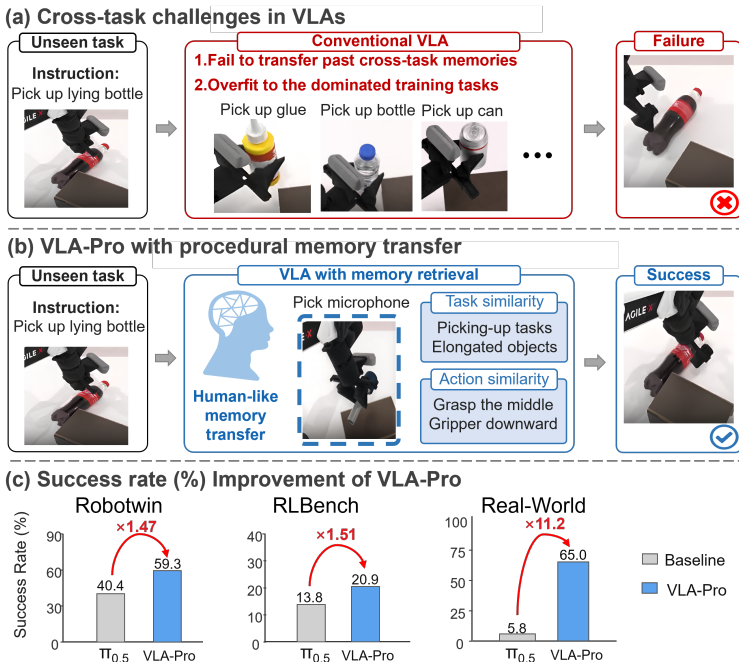 (a) Cross-task challenges in VLAs
Unseen task
Instruction:
Pick up lying bottle
AGILE X
Conventional VLA
1.Fail to transfer past cross-task memories
2.Overfit to the dominated training tasks
Pick up glue
Pick up bottle
Pick up can
•••
Failure
(b) VLA-Pro with procedural memory transfer
Unseen task
Instruction:
Pick up lying bottle
AGILE X
VLA with memory retrieval
Human-like
memory
transfer
Pick microphone
Task similarity
Picking-up tasks
Elongated objects
Action similarity
Grasp the middle
Gripper downward
Success
AGILE X
(c) Success rate (%) Improvement of VLA-Pro
Success Rate (%)
Robotwin
90
60
30
0
40.4
×1.47
59.3
π0.5
VLA-Pro
RLBench
40
30
20
10
0
13.8
×1.51
20.9
π0.5
VLA-Pro
Real-World
100
75
50
25
0
5.8
×11.2
65.0
π0.5
VLA-Pro
Baseline
VLA-Pro